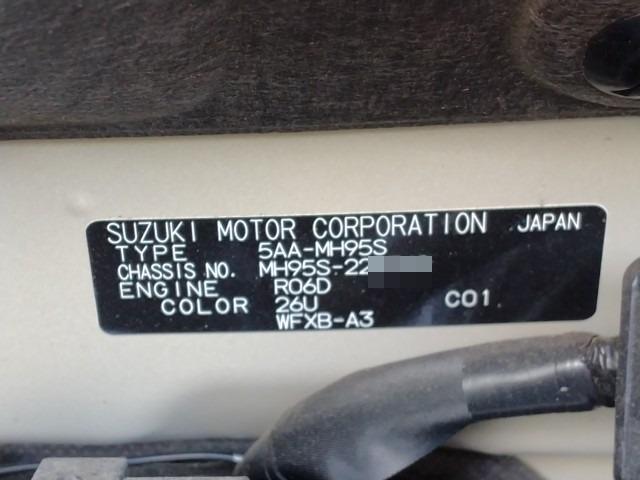 SUZUKI MOTOR CORPORATION JAPAN
TYPE 5AA-MH95S
CHASSIS NO. MH95S-22
ENGINE R06D
COLOR 26U C01
WFXB-A3